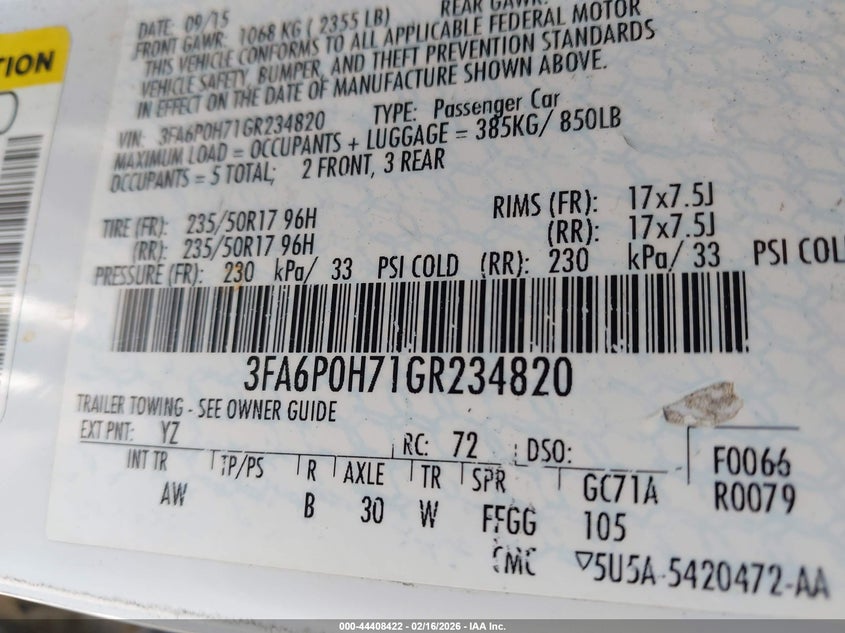 TION
DATE: 09/15
REAR GAWR:
FRONT GAWR: 1068 KG ( 2355 LB)
THIS VEHICLE CONFORMS TO ALL APPLICABLE FEDERAL MOTOR
VEHICLE SAFETY, BUMPER, AND THEFT PREVENTION STANDARDS
IN EFFECT ON THE DATE OF MANUFACTURE SHOWN ABOVE.
VIN: 3FA6P0H71GR234820 TYPE: Passenger Car
MAXIMUM LOAD = OCCUPANTS + LUGGAGE = 385KG/ 850LB
OCCUPANTS = 5 TOTAL; 2 FRONT, 3 REAR
TIRE (FR): 235/50R17 96H RIMS (FR): 17x7.5J
(RR): 235/50R17 96H (RR): 17x7.5J
PRESSURE (FR): 230 kPa/ 33 PSI COLD (RR): 230 kPa/ 33 PSI COL
3FA6P0H71GR234820
TRAILER TOWING - SEE OWNER GUIDE
EXT PNT: YZ RC: 72 DSO: F0066
INT TR TP/PS R AXLE TR SPR GC71A R0079
AW B 30 W FFGG 105
CMC ▽5U5A-5420472-AA
000-44408422 - 02/16/2026 - IAA Inc.